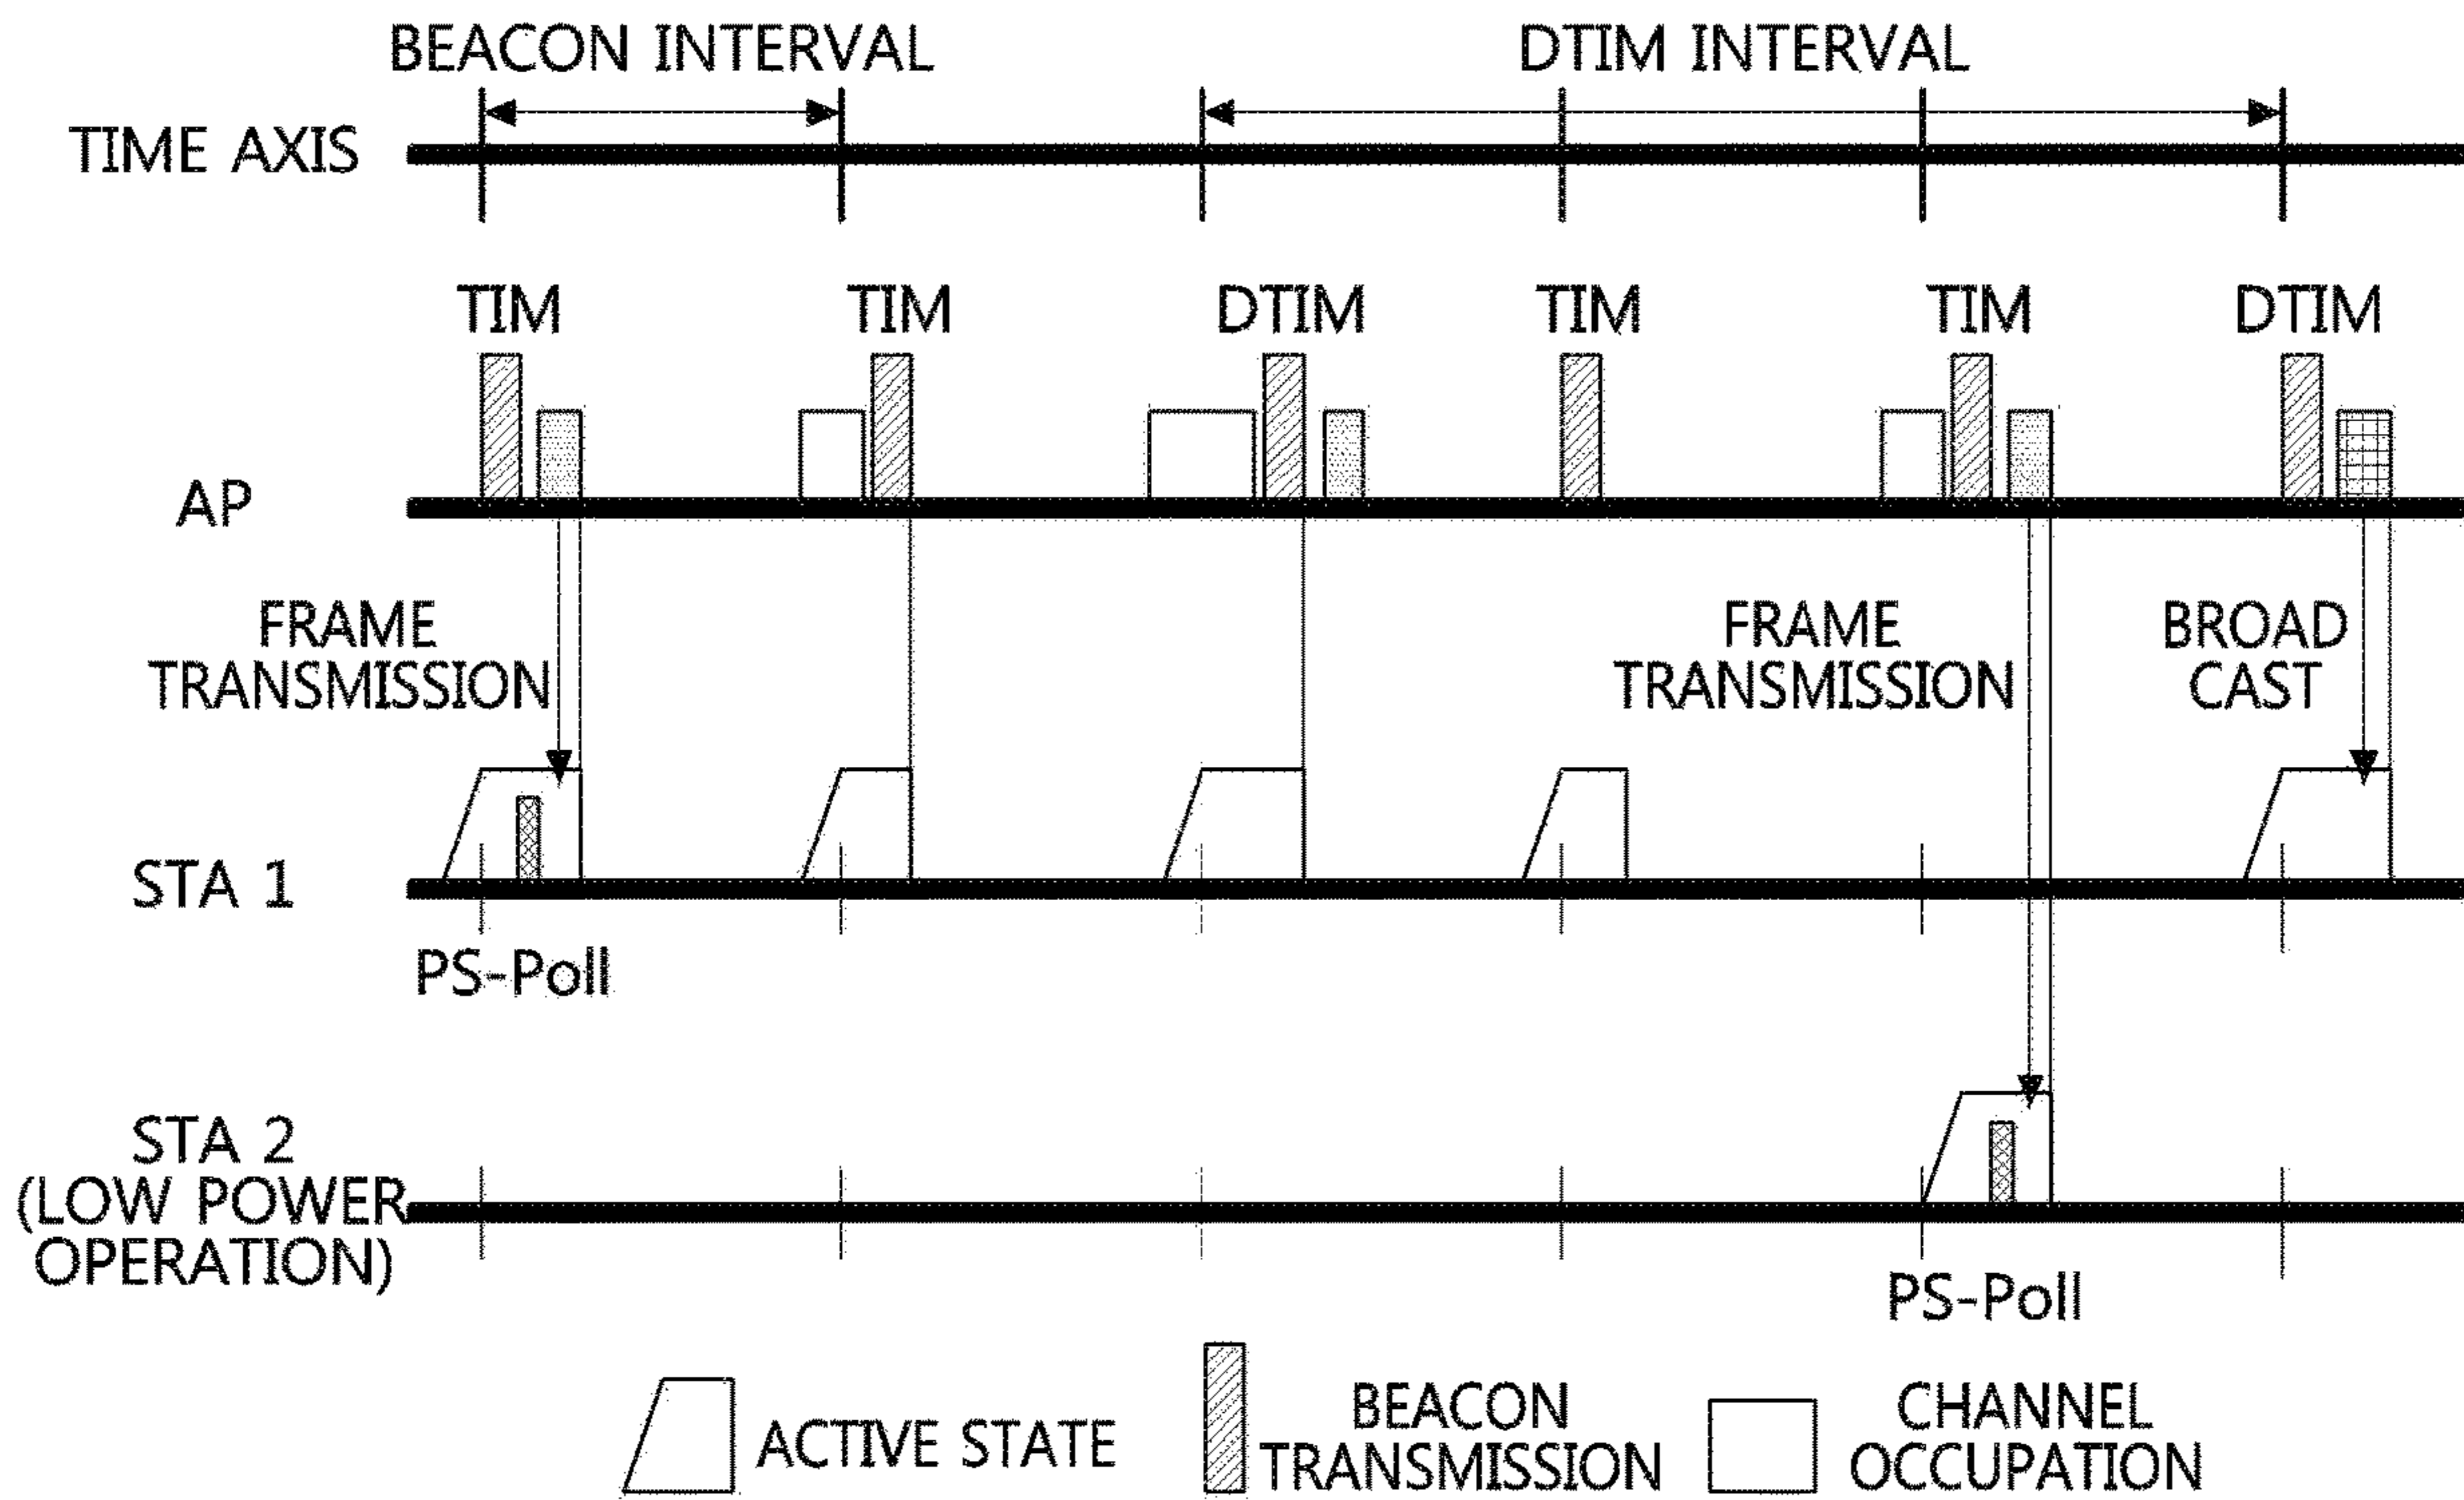 BEACON INTERVAL
DTIM INTERVAL
TIME AXIS
TIM
TIM
DTIM
TIM
TIM
DTIM
AP
FRAME
TRANSMISSION
FRAME
TRANSMISSION
BROAD
CAST
STA 1
PS-Poll
STA 2
(LOW POWER
OPERATION)
PS-Poll
ACTIVE STATE
BEACON
TRANSMISSION
CHANNEL
OCCUPATION